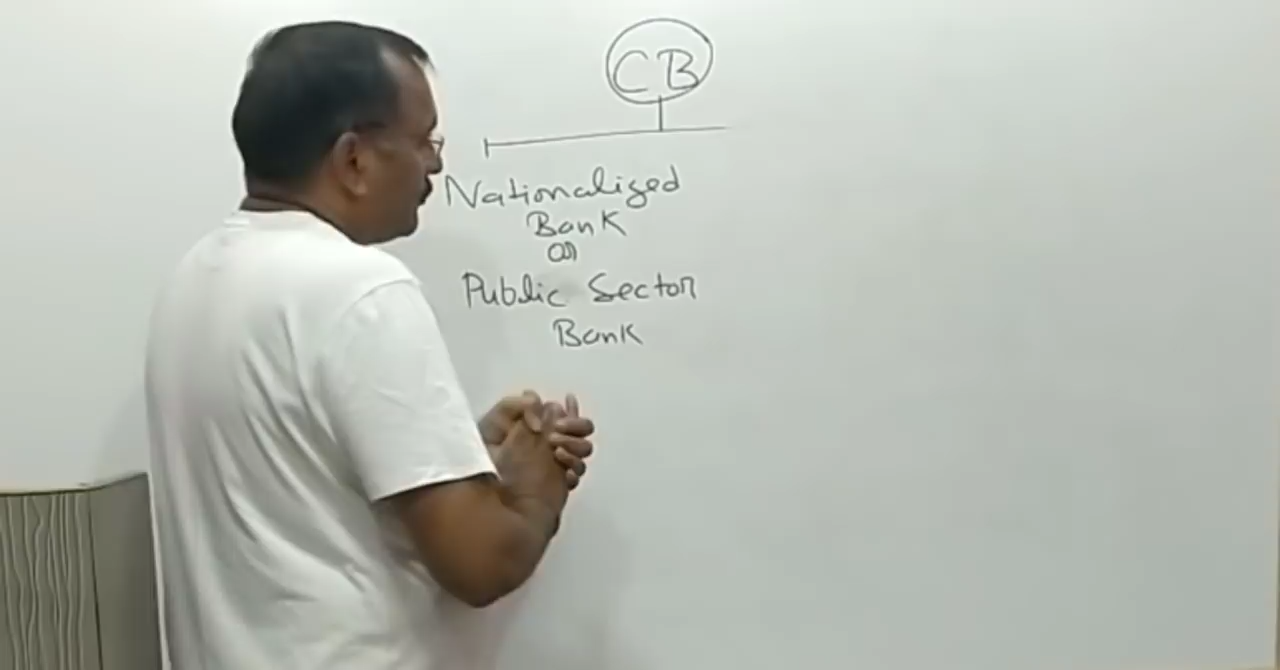 CB
Nationalized
Bank
or
Public Sector
Bank